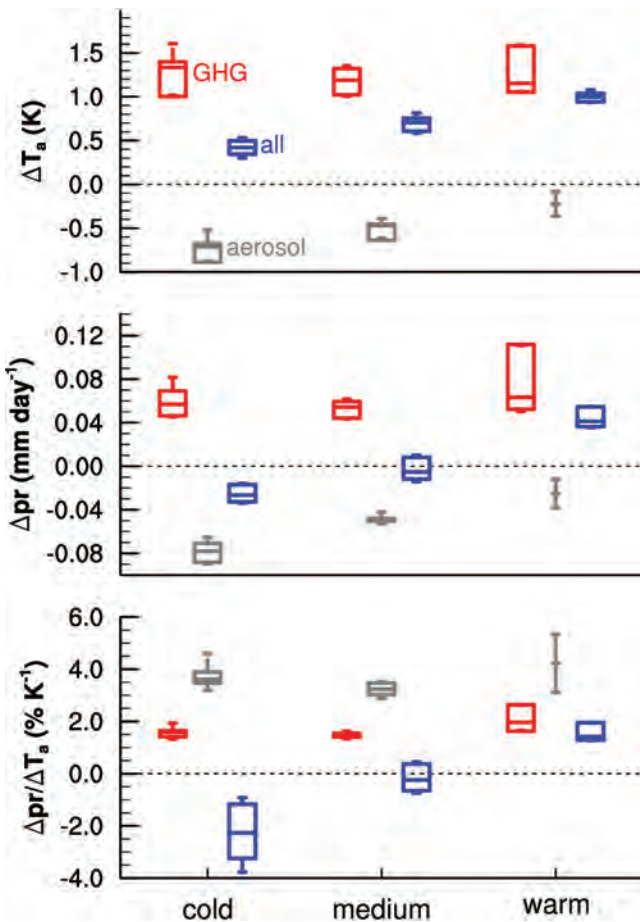 ΔTₐ (K)
1.5
1.0
0.5
0.0
-0.5
-1.0
GHG
all
aerosol
Δpr (mm day⁻¹)
0.12
0.08
0.04
0.00
-0.04
-0.08
Δpr/ΔTₐ (% K⁻¹)
6.0
4.0
2.0
0.0
-2.0
-4.0
cold medium warm